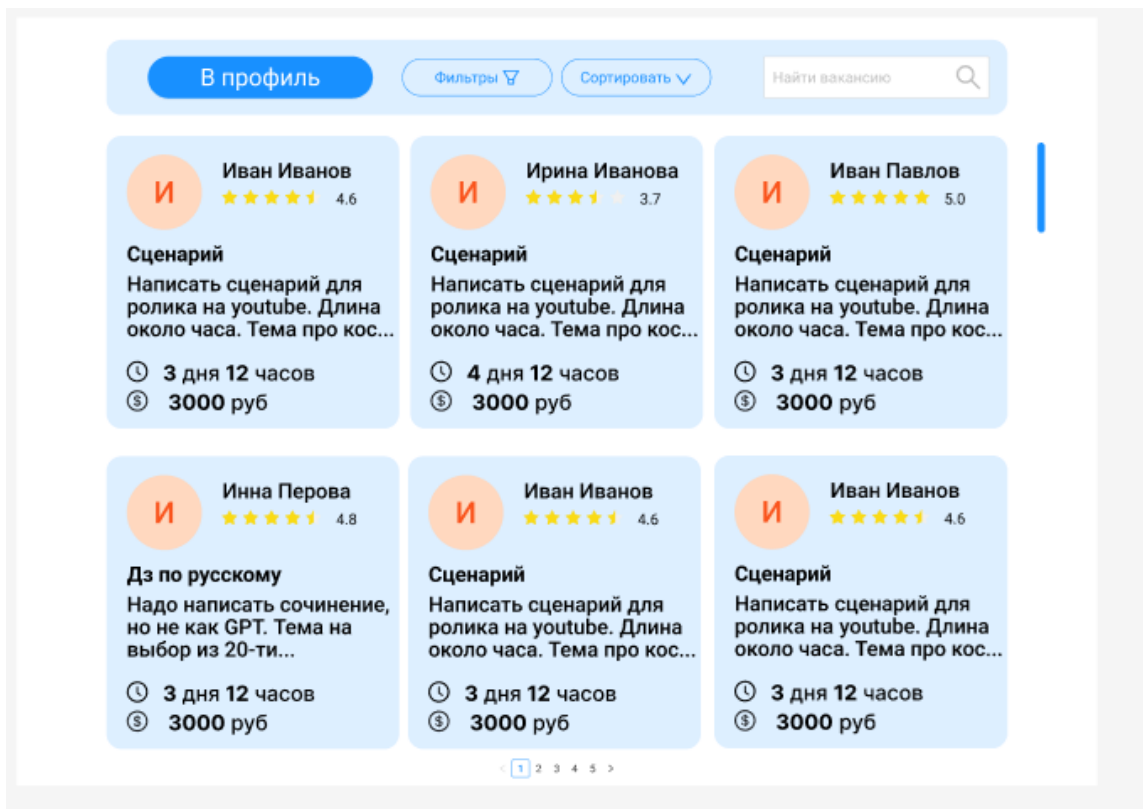 В профиль
Фильтры
Сортировать
Найти вакансию
И
Иван Иванов
4.6
Сценарий
Написать сценарий для
ролика на youtube. Длина
около часа. Тема про кос...
3 дня 12 часов
3000 руб
И
Ирина Иванова
3.7
Сценарий
Написать сценарий для
ролика на youtube. Длина
около часа. Тема про кос...
4 дня 12 часов
3000 руб
И
Иван Павлов
5.0
Сценарий
Написать сценарий для
ролика на youtube. Длина
около часа. Тема про кос...
3 дня 12 часов
3000 руб
И
Инна Перова
4.8
Дз по русскому
Надо написать сочинение,
но не как GPT. Тема на
выбор из 20-ти...
3 дня 12 часов
3000 руб
И
Иван Иванов
4.6
Сценарий
Написать сценарий для
ролика на youtube. Длина
около часа. Тема про кос...
3 дня 12 часов
3000 руб
И
Иван Иванов
4.6
Сценарий
Написать сценарий для
ролика на youtube. Длина
около часа. Тема про кос...
3 дня 12 часов
3000 руб
< 1 2 3 4 5 >